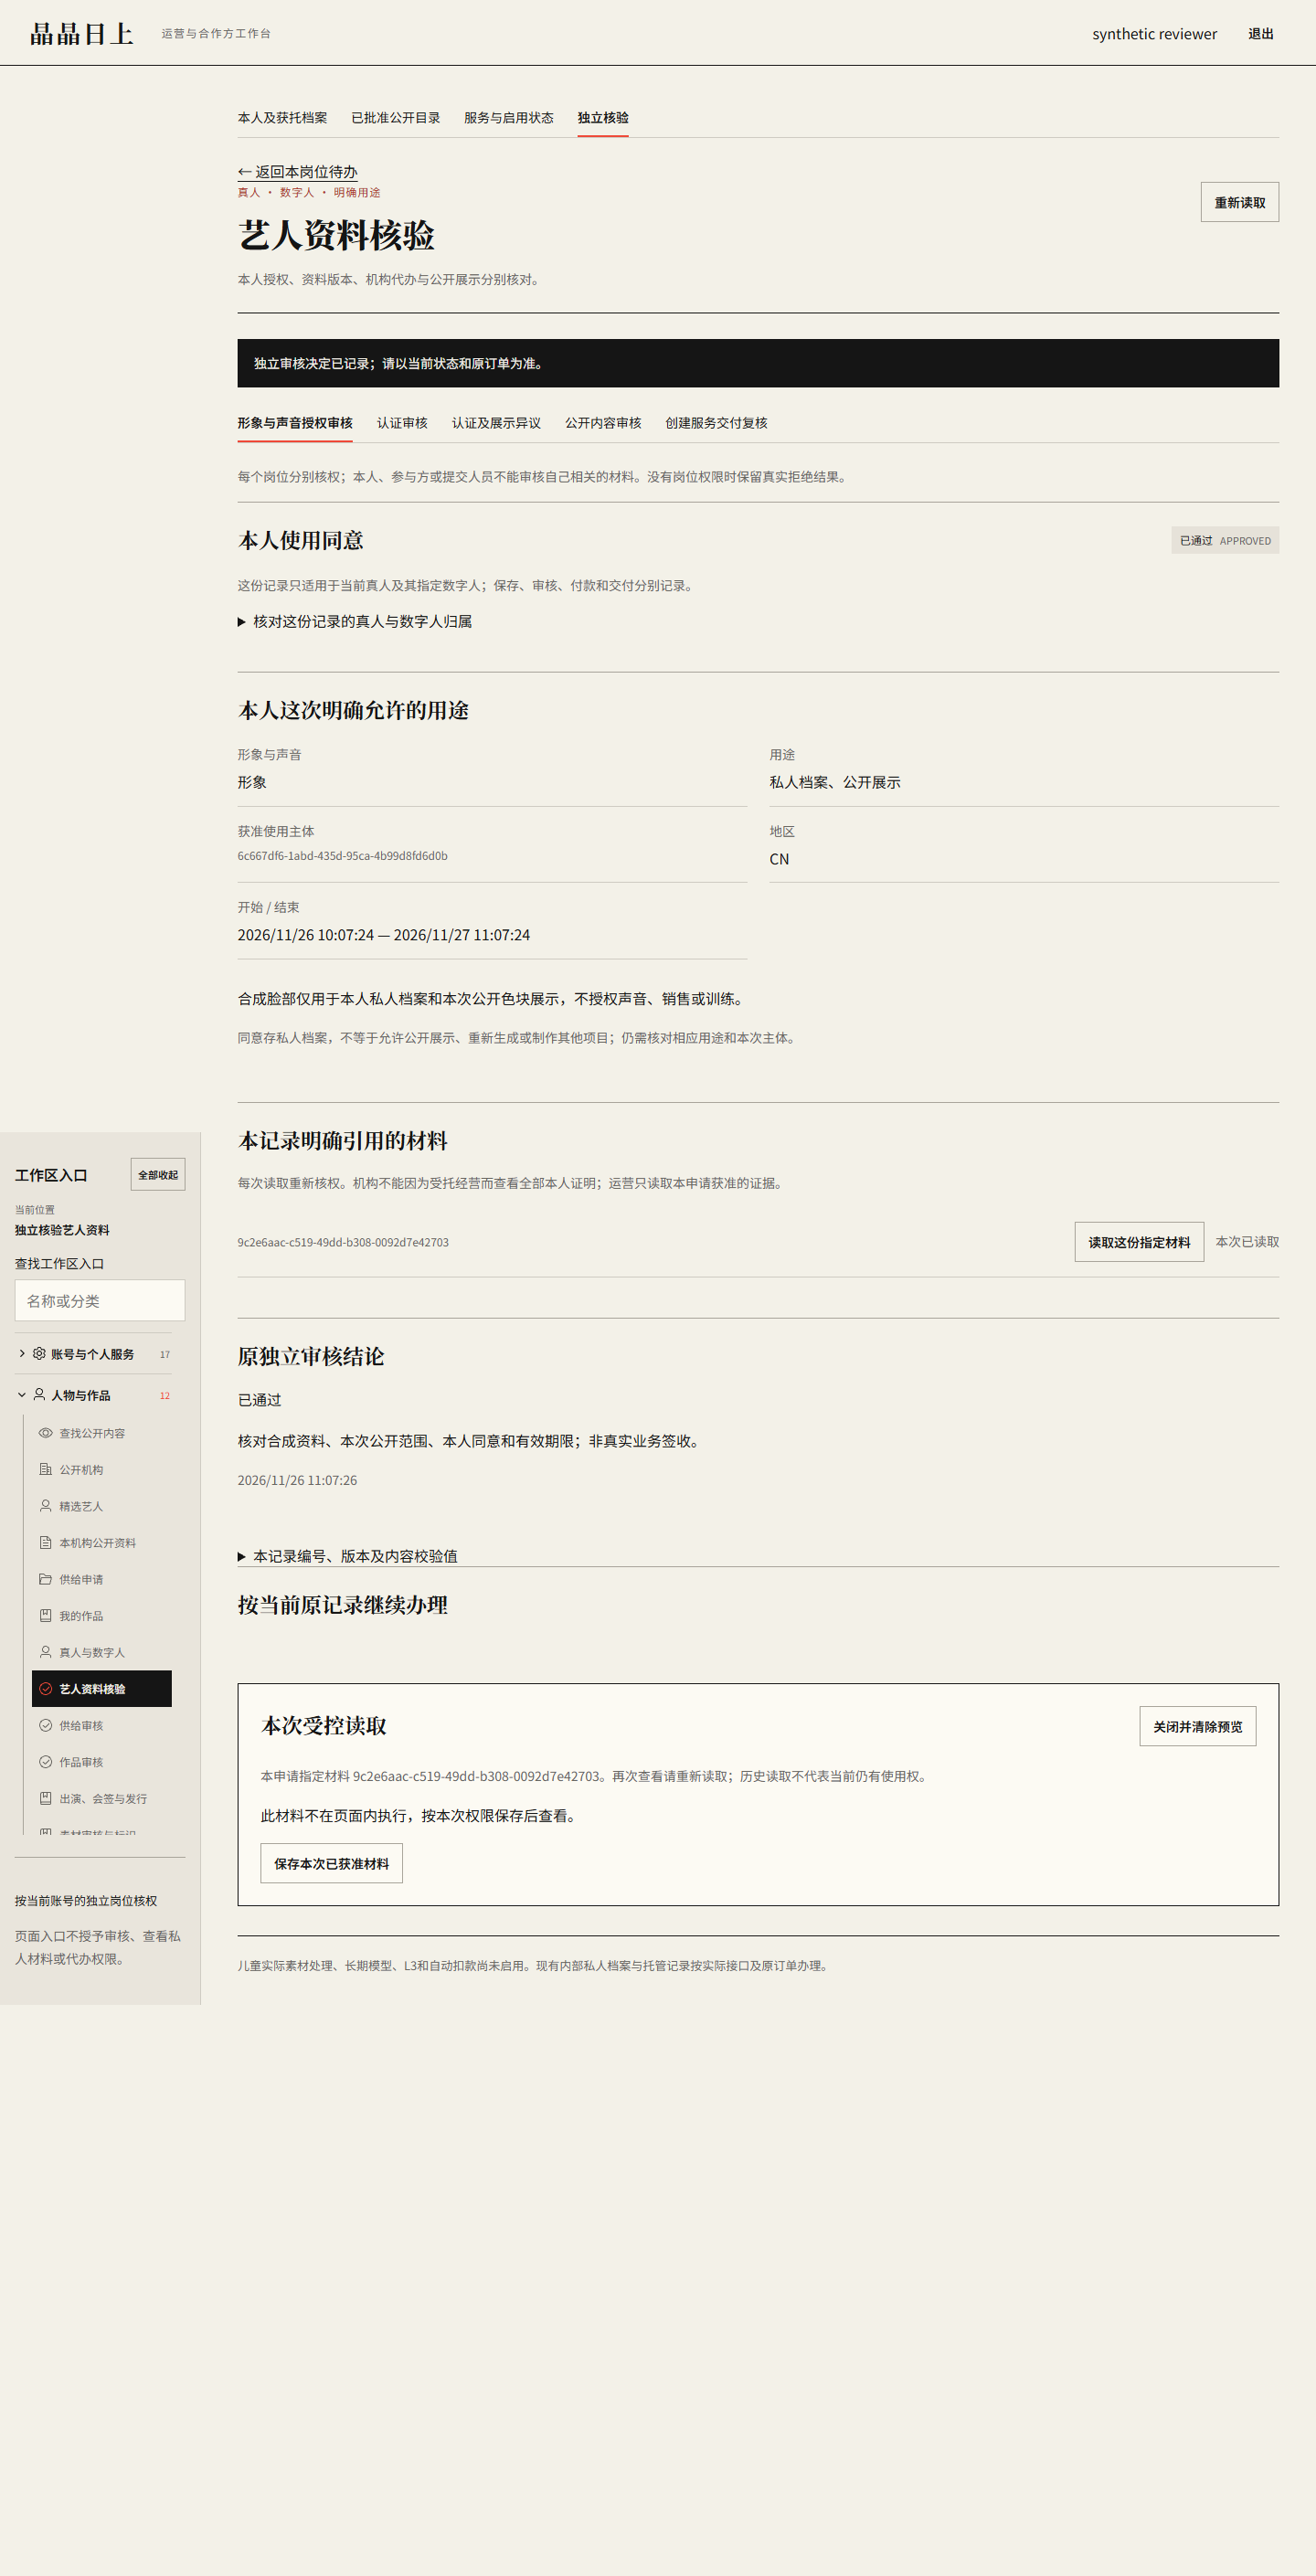 晶晶日上
运营与合作方工作台
synthetic reviewer
退出
本人及获托档案
已批准公开目录
服务与启用状态
独立核验
← 返回本岗位待办
真人 · 数字人 · 明确用途
艺人资料核验
重新读取
本人授权、资料版本、机构代办与公开展示分别核对。
独立审核决定已记录；请以当前状态和原订单为准。
形象与声音授权审核
认证审核
认证及展示异议
公开内容审核
创建服务交付复核
每个岗位分别核权；本人、参与方或提交人员不能审核自己相关的材料。没有岗位权限时保留真实拒绝结果。
本人使用同意
已通过 APPROVED
这份记录只适用于当前真人及其指定数字人；保存、审核、付款和交付分别记录。
核对这份记录的真人与数字人归属
本人这次明确允许的用途
形象与声音
形象
用途
私人档案、公开展示
获准使用主体
6c667df6-1abd-435d-95ca-4b99d8fd6d0b
地区
CN
开始 / 结束
2026/11/26 10:07:24 — 2026/11/27 11:07:24
合成脸部仅用于本人私人档案和本次公开色块展示，不授权声音、销售或训练。
同意存私人档案，不等于允许公开展示、重新生成或制作其他项目；仍需核对相应用途和本次主体。
本记录明确引用的材料
每次读取重新核权。机构不能因为受托经营而查看全部本人证明；运营只读取本申请获准的证据。
9c2e6aac-c519-49dd-b308-0092d7e42703
读取这份指定材料
本次已读取
原独立审核结论
已通过
核对合成资料、本次公开范围、本人同意和有效期限；非真实业务签收。
2026/11/26 11:07:26
本记录编号、版本及内容校验值
按当前原记录继续办理
本次受控读取
关闭并清除预览
本申请指定材料 9c2e6aac-c519-49dd-b308-0092d7e42703。再次查看请重新读取；历史读取不代表当前仍有使用权。
此材料不在页面内执行，按本次权限保存后查看。
保存本次已获准材料
儿童实际素材处理、长期模型、L3和自动扣款尚未启用。现有内部私人档案与托管记录按实际接口及原订单办理。
工作区入口
全部收起
当前位置
独立核验艺人资料
查找工作区入口
名称或分类
账号与个人服务 17
人物与作品 12
查找公开内容
公开机构
精选艺人
本机构公开资料
供给申请
我的作品
真人与数字人
艺人资料核验
供给审核
作品审核
出演、会签与发行
素材审核与标识
按当前账号的独立岗位核权
页面入口不授予审核、查看私
人材料或代办权限。